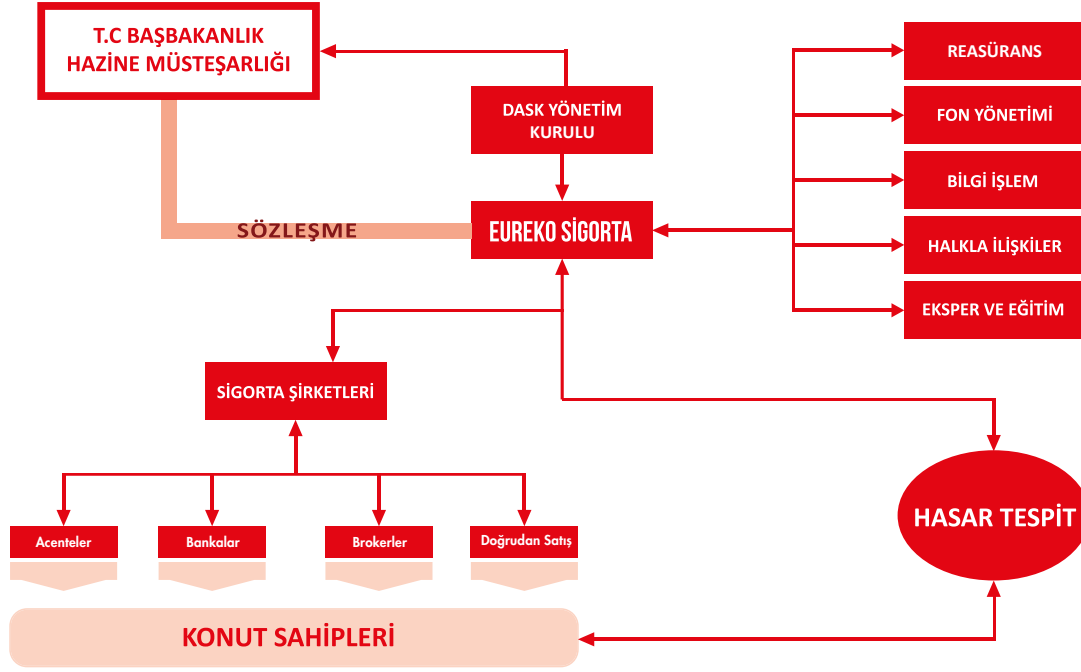 T.C BAŞBAKANLIK
HAZİNE MÜSTEŞARLIĞI
DASK YÖNETİM
KURULU
SÖZLEŞME
EUREKO SİGORTA
REASÜRANS
FON YÖNETİMİ
BİLGİ İŞLEM
HALKLA İLİŞKİLER
EKSPER VE EĞİTİM
SİGORTA ŞİRKETLERİ
Acenteler
Bankalar
Brokerler
Doğrudan Satış
HASAR TESPİT
KONUT SAHİPLERİ